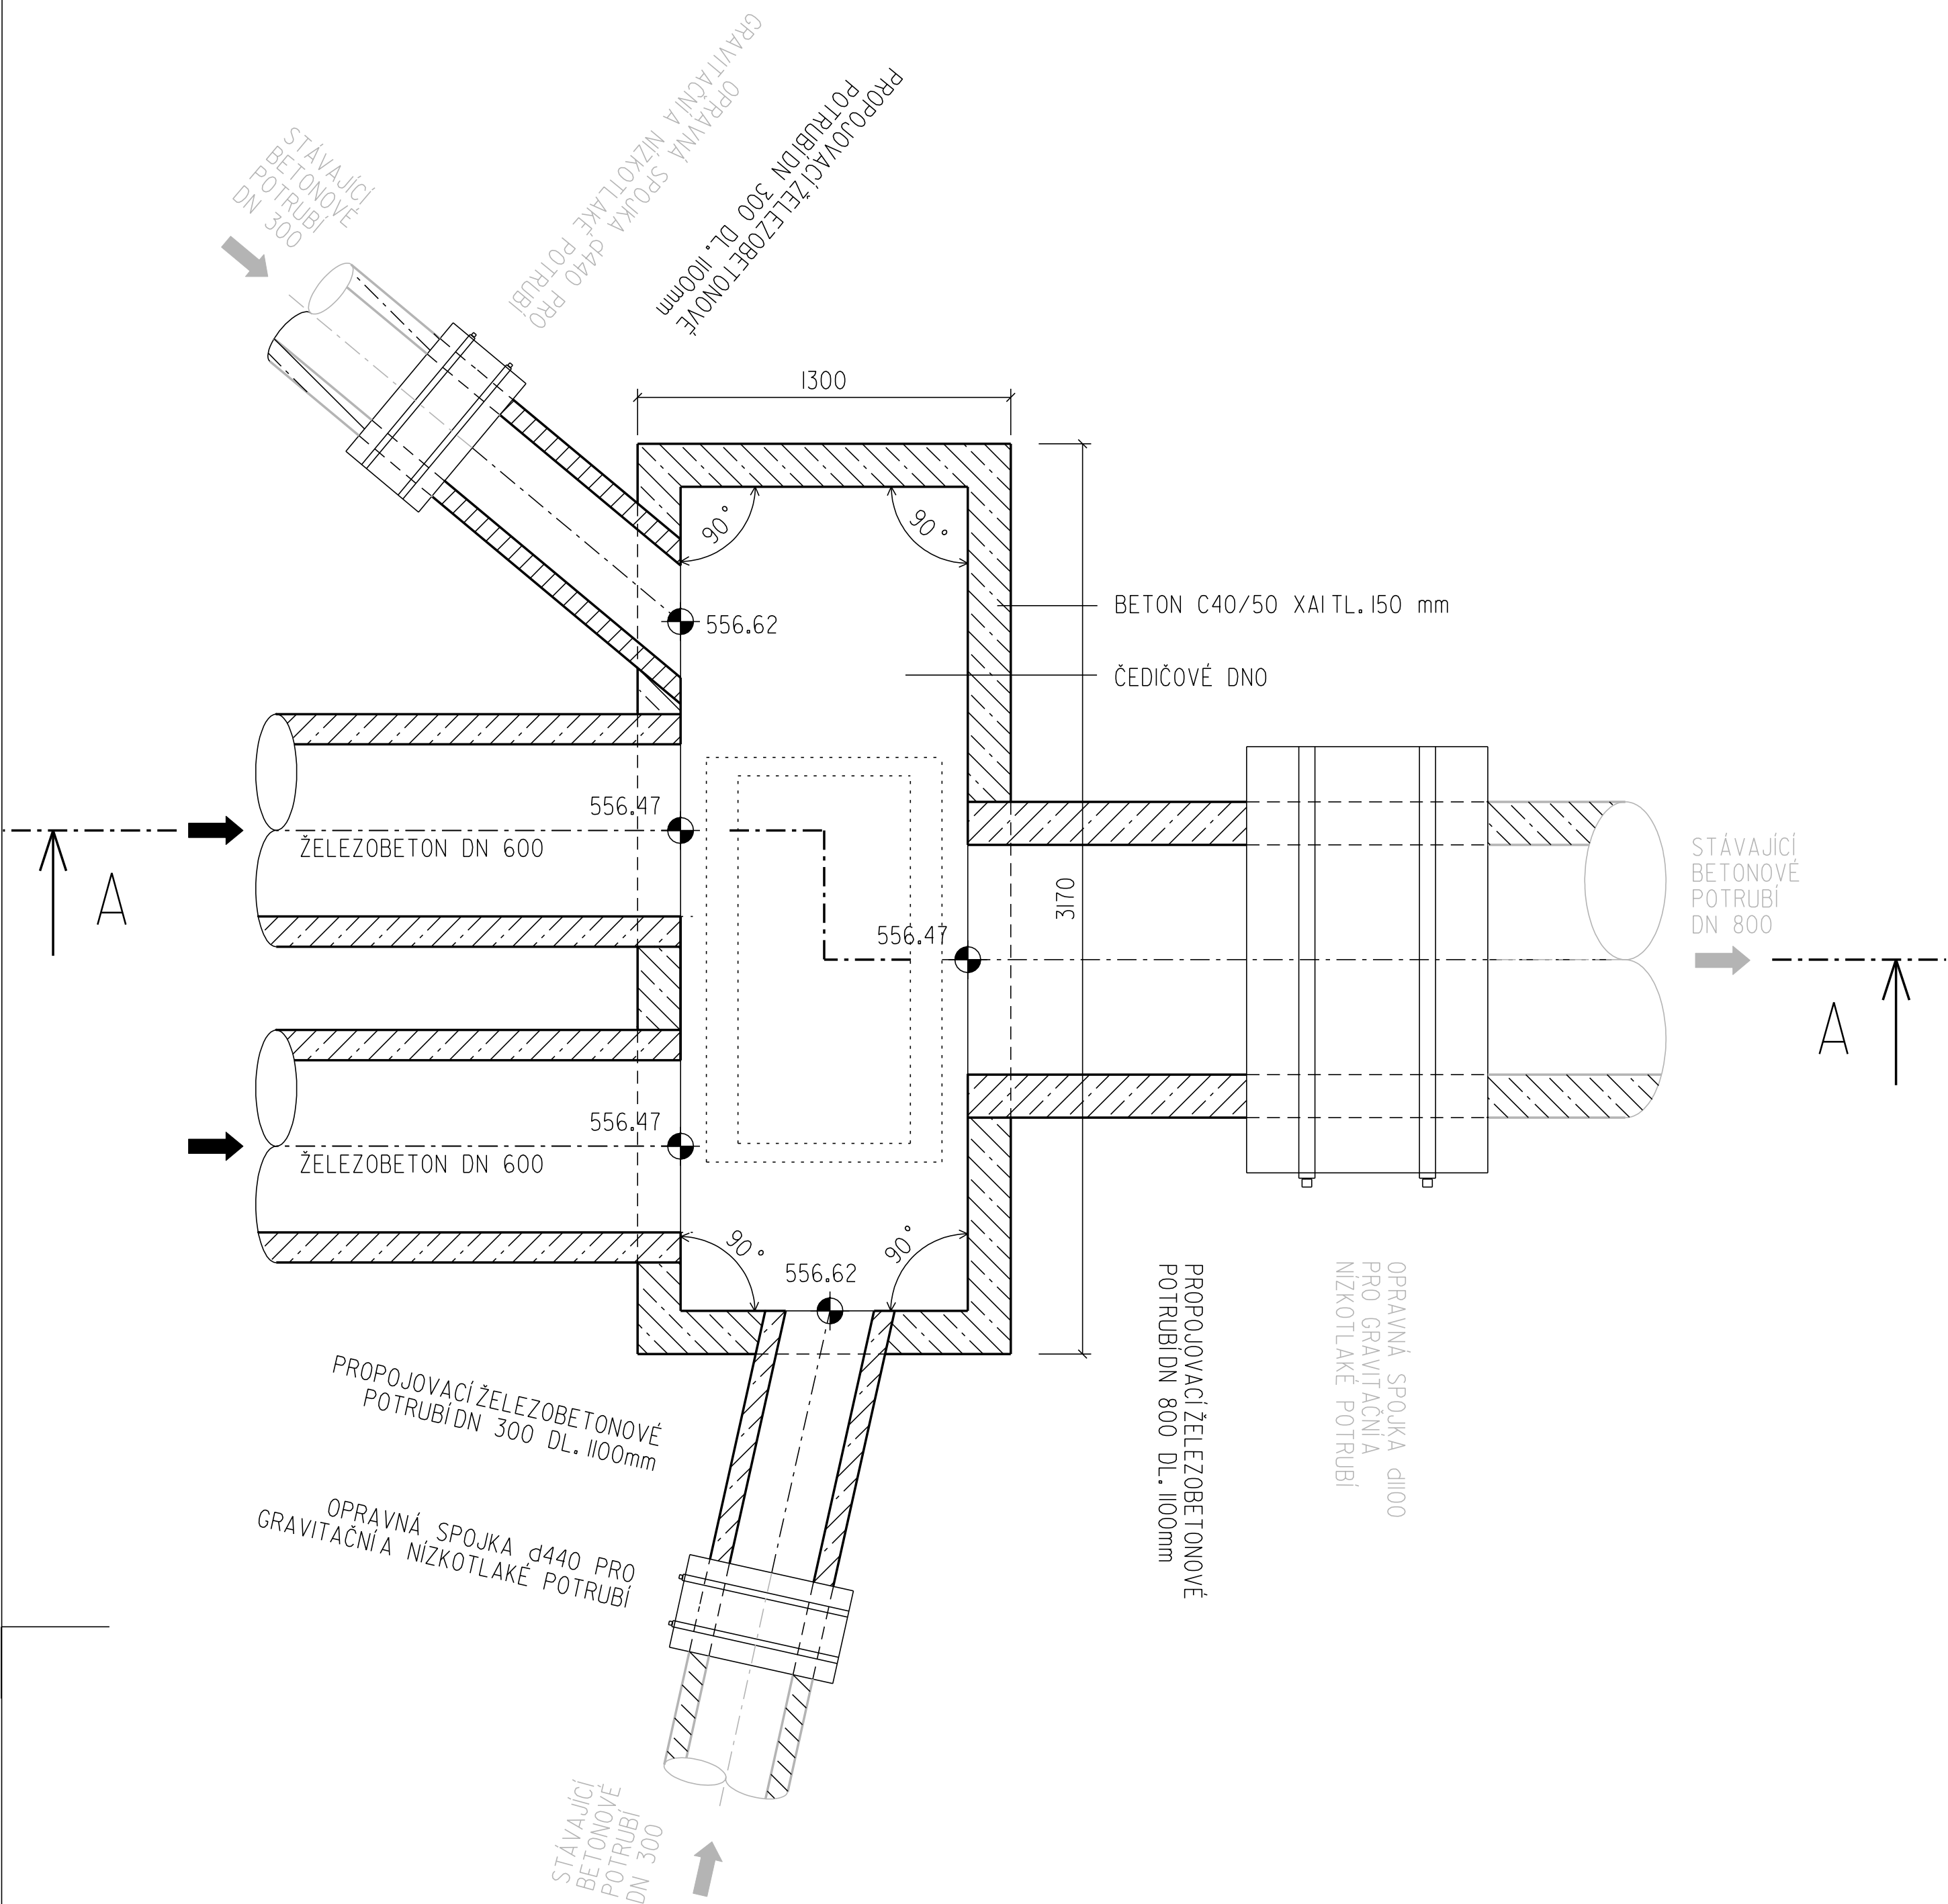 GRAVITAČNÍ A NÍZKOTLAKÉ POTRUBÍ
OPRAVNÁ SPOJKA d440 PRO
PROPOJOVACÍ ŽELEZOBETONOVÉ
POTRUBÍ DN 300 DL. 1100mm
STÁVAJÍCÍ
BETONOVÉ
POTRUBÍ
DN 300
1300
90°
90°
BETON C40/50 XA1 TL. 150 mm
556.62
ČEDIČOVÉ DNO
556.47
ŽELEZOBETON DN 600
A
3170
556.47
STÁVAJÍCÍ
BETONOVÉ
POTRUBÍ
DN 800
A
556.47
ŽELEZOBETON DN 600
90°
90°
556.62
PROPOJOVACÍ ŽELEZOBETONOVÉ
POTRUBÍ DN 800 DL. 1100mm
OPRAVNÁ SPOJKA d1100
PRO GRAVITAČNÍ A
NÍZKOTLAKÉ POTRUBÍ
PROPOJOVACÍ ŽELEZOBETONOVÉ
POTRUBÍ DN 300 DL. 1100mm
OPRAVNÁ SPOJKA d440 PRO
GRAVITAČNÍ A NÍZKOTLAKÉ POTRUBÍ
STÁVAJÍCÍ
BETONOVÉ
POTRUBÍ
DN 300